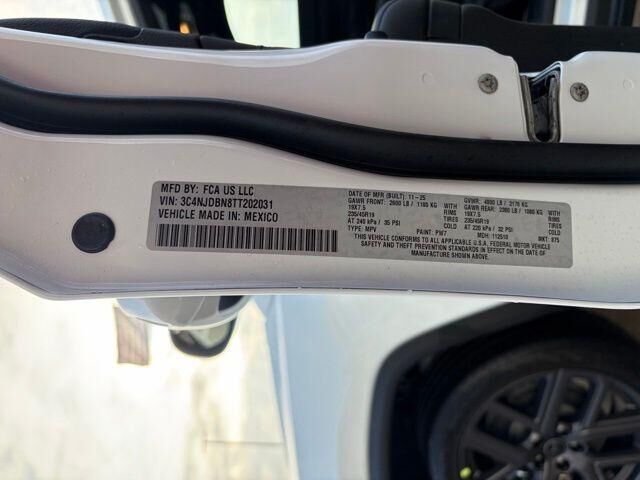 MFD BY: FCA US LLC
VIN: 3C4NJDBN8TT202031
VEHICLE MADE IN: MEXICO
DATE OF MFR (BUILT): 11-25 GVWR: 4800 LB / 2178 KG
GAWR FRONT: 2600 LB / 1180 KG WITH GAWR REAR: 2380 LB / 1080 KG WITH
19X7.5 RIMS 19X7.5 RIMS
235/45R19 TIRES 235/45R19 TIRES
AT 240 kPa / 35 PSI COLD AT 220 kPa / 32 PSI COLD
TYPE: MPV PAINT: PW7 MDH: 112510 MKT: 875
THIS VEHICLE CONFORMS TO ALL APPLICABLE U.S.A. FEDERAL MOTOR VEHICLE
SAFETY AND THEFT PREVENTION STANDARDS IN EFFECT ON THE DATE OF
MANUFACTURE SHOWN ABOVE.